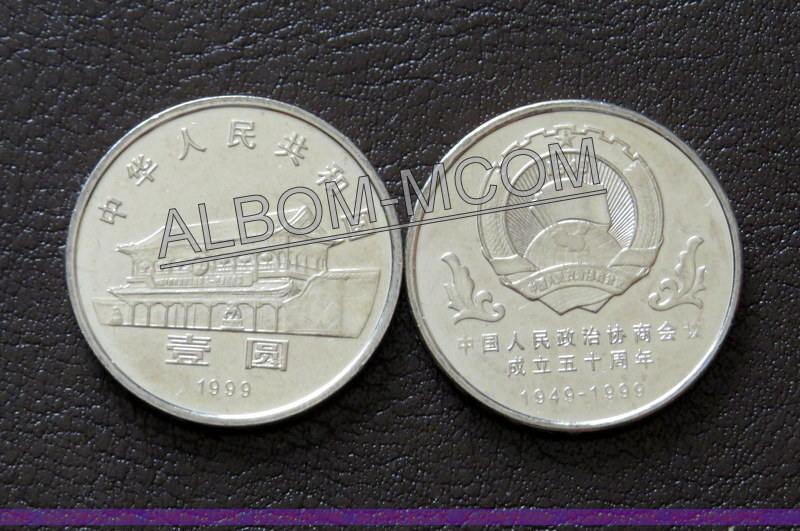 中华人民共和
壹圆
1999
ALBOM-MCOM
中国人民政治协商会议
成立五十周年
1949-1999